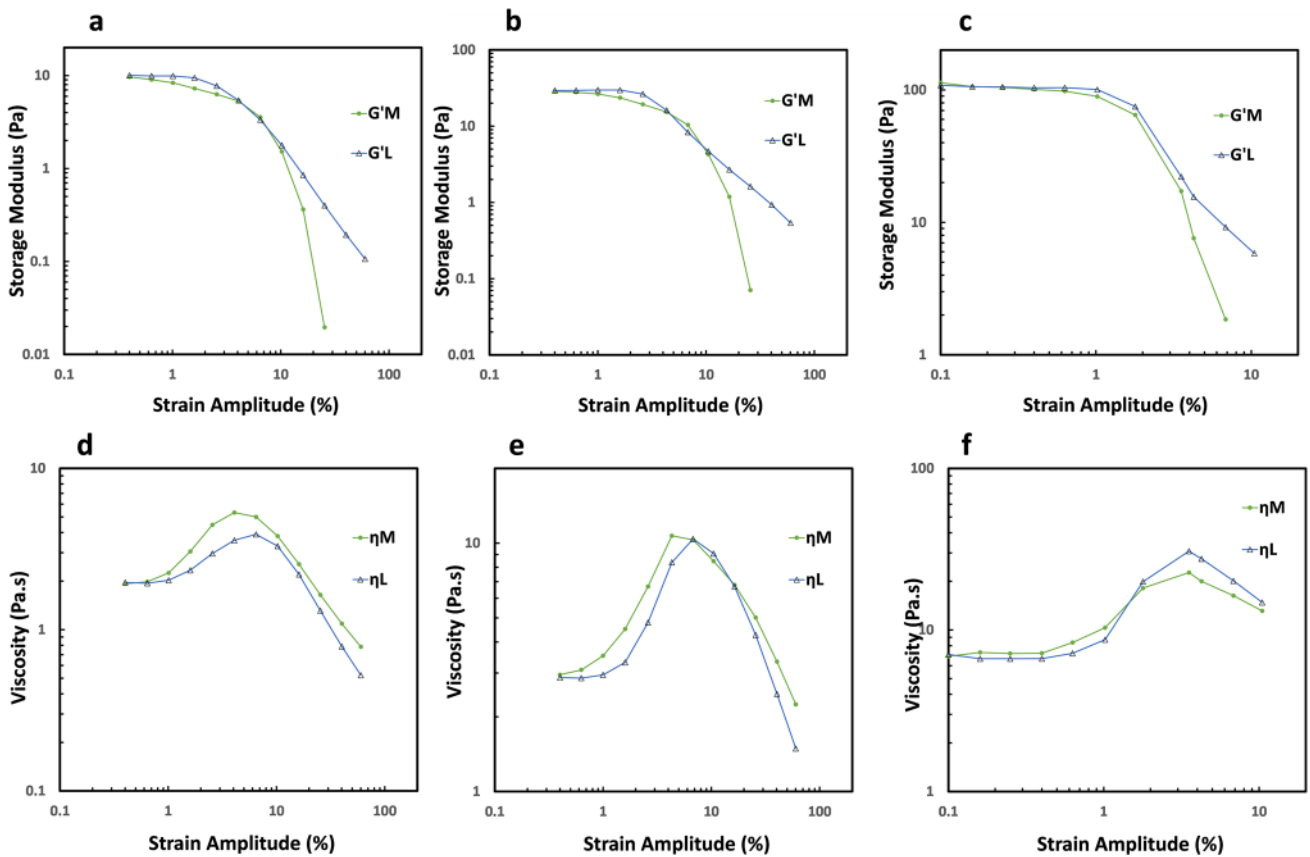 a
100
10
1
0.1
0.01
0.1
1
10
100
Storage Modulus (Pa)
Strain Amplitude (%)
G'M
G'L
b
100
10
1
0.1
0.01
0.1
1
10
100
Storage Modulus (Pa)
Strain Amplitude (%)
G'M
G'L
c
100
10
1
0.1
1
10
Storage Modulus (Pa)
Strain Amplitude (%)
G'M
G'L
d
10
1
0.1
0.1
1
10
100
Viscosity (Pa.s)
Strain Amplitude (%)
ηM
ηL
e
10
1
0.1
1
10
100
Viscosity (Pa.s)
Strain Amplitude (%)
ηM
ηL
f
100
10
1
0.1
1
10
Viscosity (Pa.s)
Strain Amplitude (%)
ηM
ηL